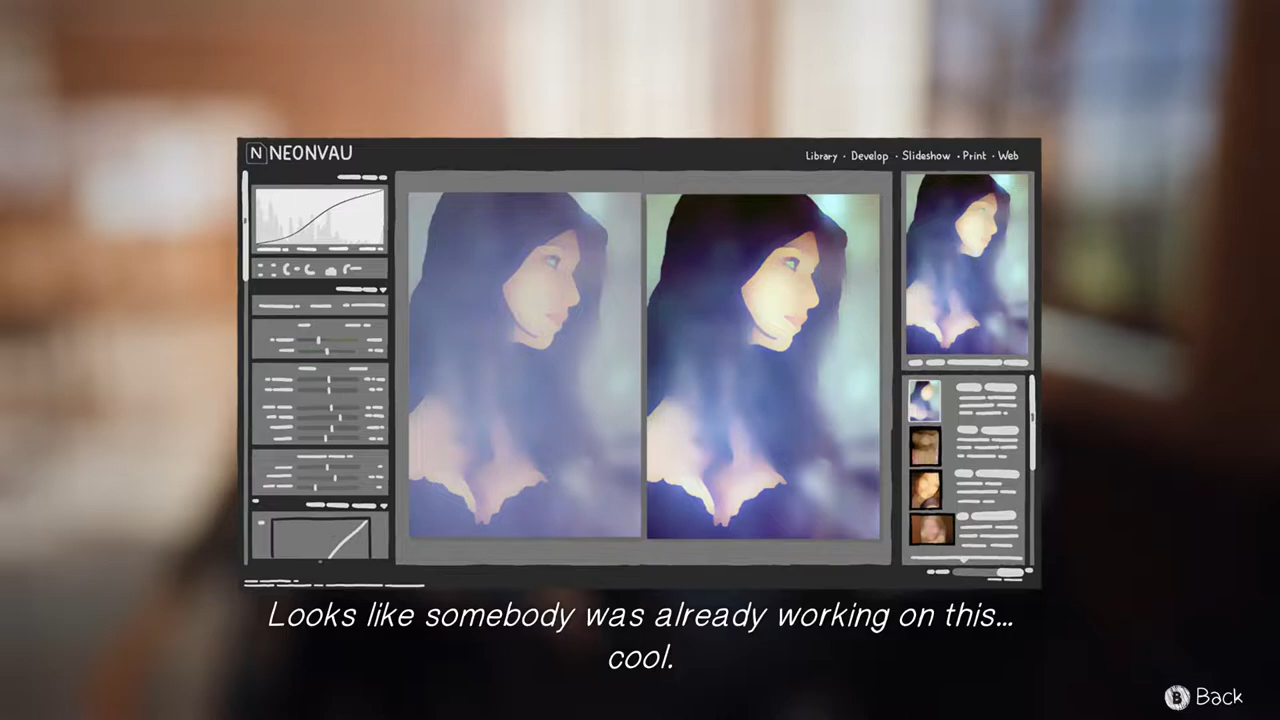 N NEONVAU
Library · Develop · Slideshow · Print · Web
Looks like somebody was already working on this...
cool.
B Back